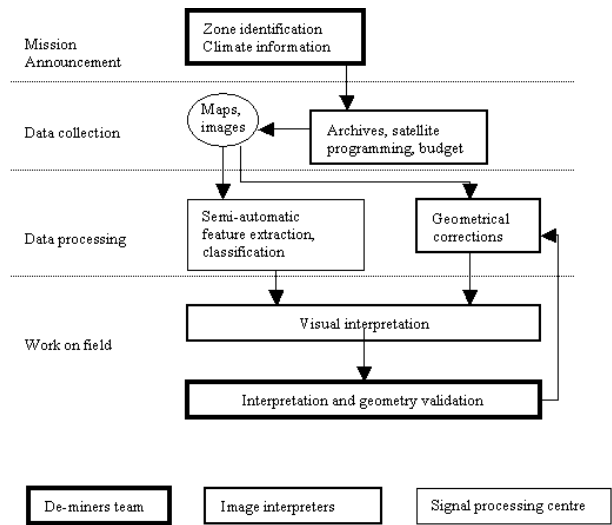 Zone identification
Climate information
Mission
Announcement
Maps,
images
Archives, satellite
programming, budget
Data collection
Semi-automatic
feature extraction,
classification
Geometrical
corrections
Data processing
Visual interpretation
Work on field
Interpretation and geometry validation
De-miners team
Image interpreters
Signal processing centre